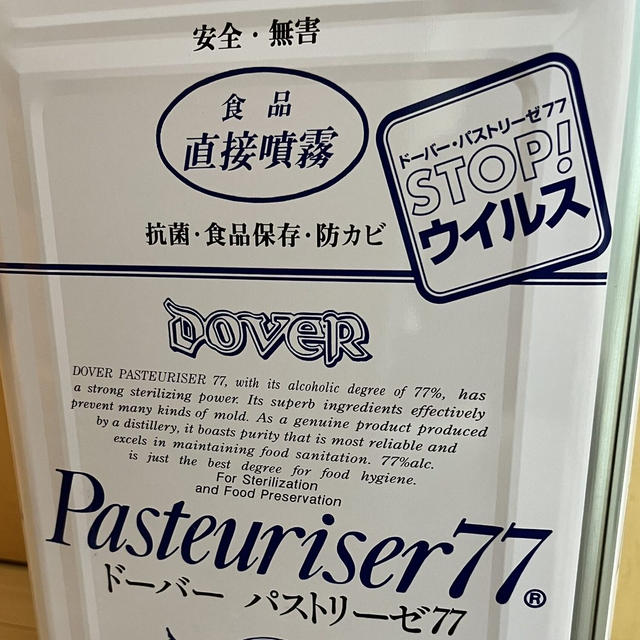 安全・無害
食品
直接噴霧
ドーバー・パストリーゼ77
STOP!
ウイルス
抗菌・食品保存・防カビ
DOVER
DOVER PASTEURISER 77, with its alcoholic degree of 77%, has
a strong sterilizing power. Its superb ingredients effectively
prevent many kinds of mold. As a genuine product produced
by a distillery, it boasts purity that is most reliable and
excels in maintaining food sanitation. 77%alc.
is just the best degree for food hygiene.
For Sterilization
and Food Preservation
Pasteuriser77®
ドーバー パストリーゼ77